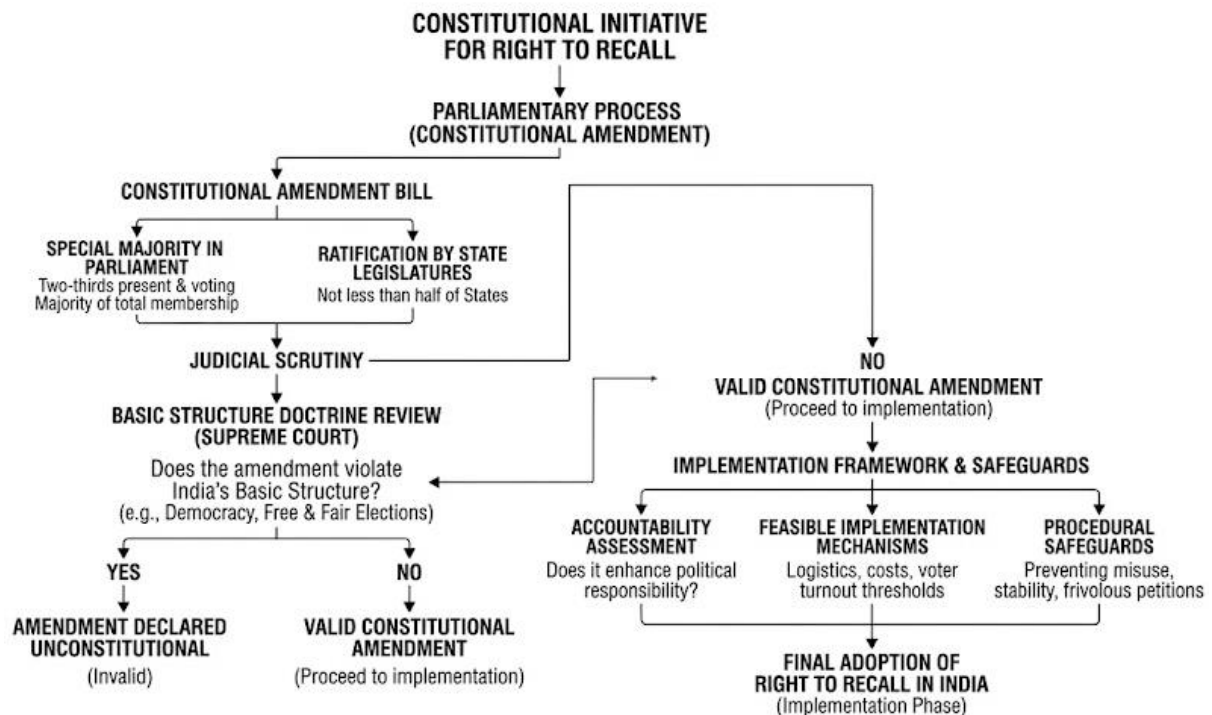 CONSTITUTIONAL INITIATIVE
FOR RIGHT TO RECALL
PARLIAMENTARY PROCESS
(CONSTITUTIONAL AMENDMENT)
CONSTITUTIONAL AMENDMENT BILL
SPECIAL MAJORITY IN
PARLIAMENT
Two-thirds present & voting
Majority of total membership
RATIFICATION BY STATE
LEGISLATURES
Not less than half of States
JUDICIAL SCRUTINY
BASIC STRUCTURE DOCTRINE REVIEW
(SUPREME COURT)
Does the amendment violate
India's Basic Structure?
(e.g., Democracy, Free & Fair Elections)
YES
AMENDMENT DECLARED
UNCONSTITUTIONAL
(Invalid)
NO
VALID CONSTITUTIONAL
AMENDMENT
(Proceed to implementation)
NO
VALID CONSTITUTIONAL AMENDMENT
(Proceed to implementation)
IMPLEMENTATION FRAMEWORK & SAFEGUARDS
ACCOUNTABILITY
ASSESSMENT
Does it enhance political
responsibility?
FEASIBLE IMPLEMENTATION
MECHANISMS
Logistics, costs, voter
turnout thresholds
PROCEDURAL
SAFEGUARDS
Preventing misuse,
stability, frivolous petitions
FINAL ADOPTION OF
RIGHT TO RECALL IN INDIA
(Implementation Phase)